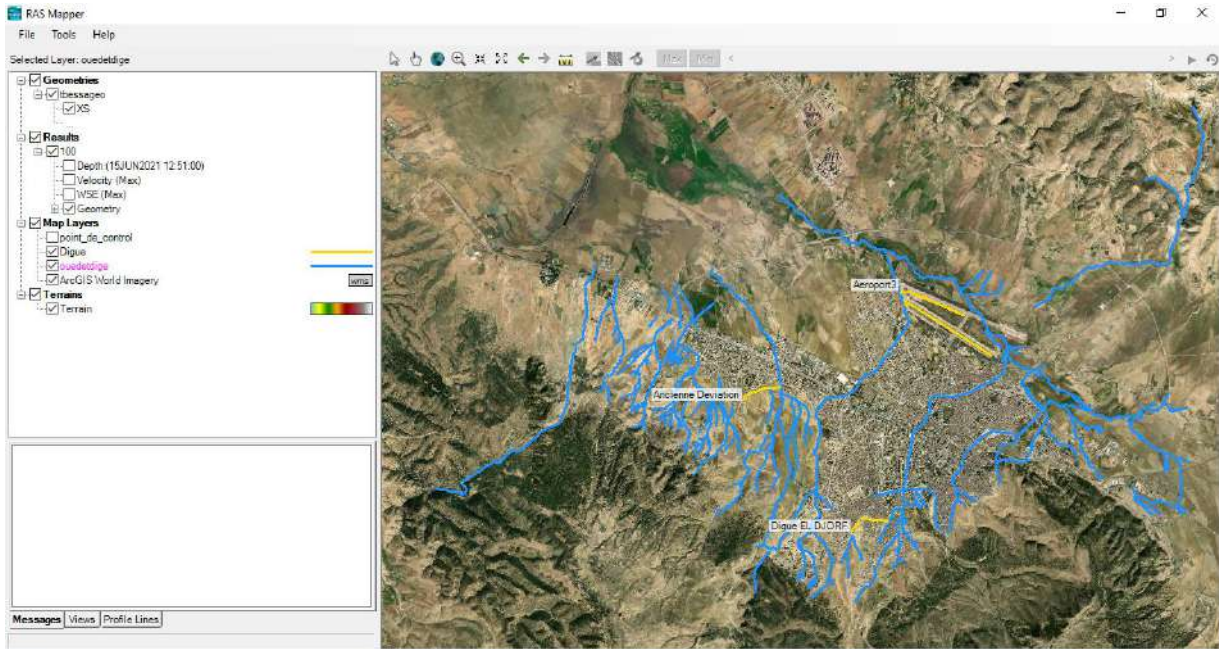 RAS Mapper
File Tools Help
Selected Layer: ouedetdige
Max Min
Geometries
tbessageo
XS
Results
100
Depth (15JUN2021 12:51:00)
Velocity (Max)
WSE (Max)
Geometry
Map Layers
point_de_control
Digue
ouedetdige
ArcGIS World Imagery wms
Terrains
Terrain
Aeroport3
Ancienne Deviation
Digue EL DJORF
Messages Views Profile Lines